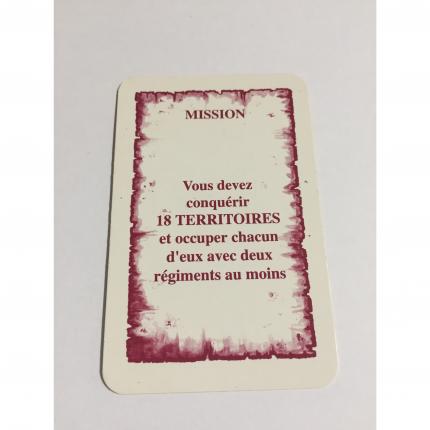 MISSION
Vous devez
conquérir
18 TERRITOIRES
et occuper chacun
d'eux avec deux
régiments au moins